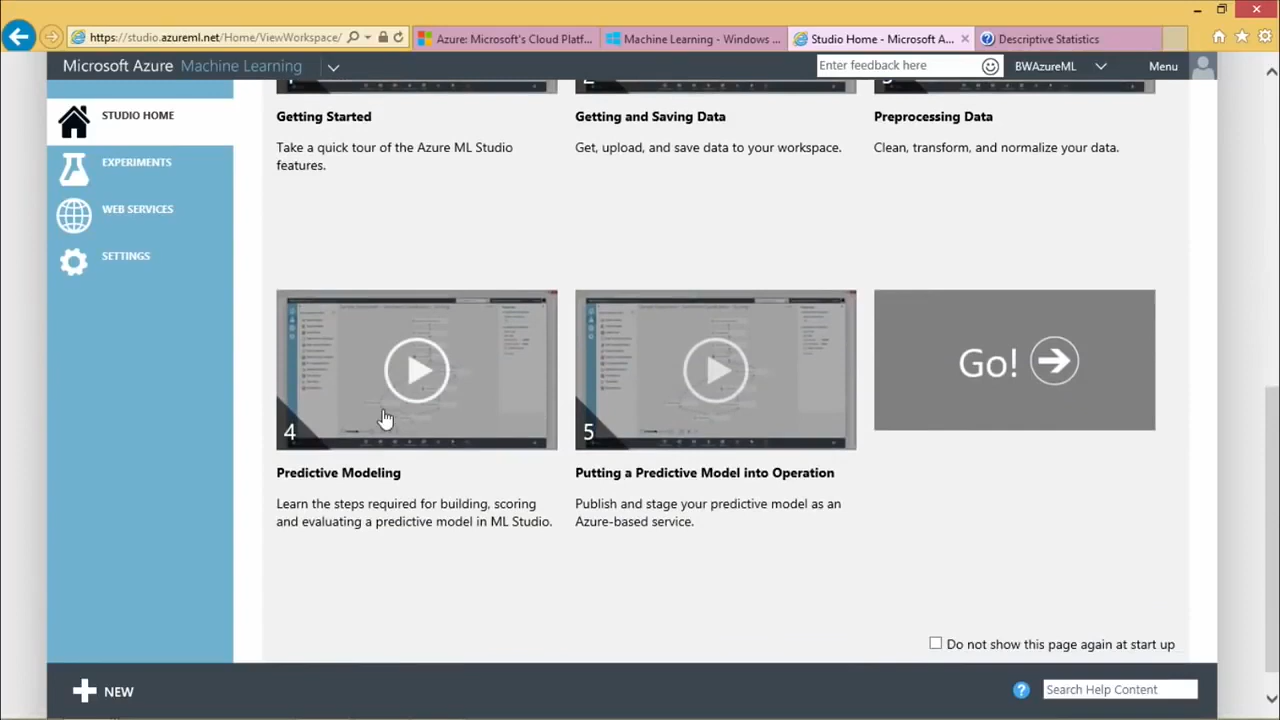 https://studio.azureml.net/Home/ViewWorkspace/
Azure: Microsoft's Cloud Platf...
Machine Learning - Windows ...
Studio Home - Microsoft A...
Descriptive Statistics
Microsoft Azure Machine Learning
Enter feedback here
BWAzureML
Menu
STUDIO HOME
EXPERIMENTS
WEB SERVICES
SETTINGS
Getting Started
Take a quick tour of the Azure ML Studio
features.
Getting and Saving Data
Get, upload, and save data to your workspace.
Preprocessing Data
Clean, transform, and normalize your data.
4
5
Go!
Predictive Modeling
Learn the steps required for building, scoring
and evaluating a predictive model in ML Studio.
Putting a Predictive Model into Operation
Publish and stage your predictive model as an
Azure-based service.
Do not show this page again at start up
NEW
?
Search Help Content